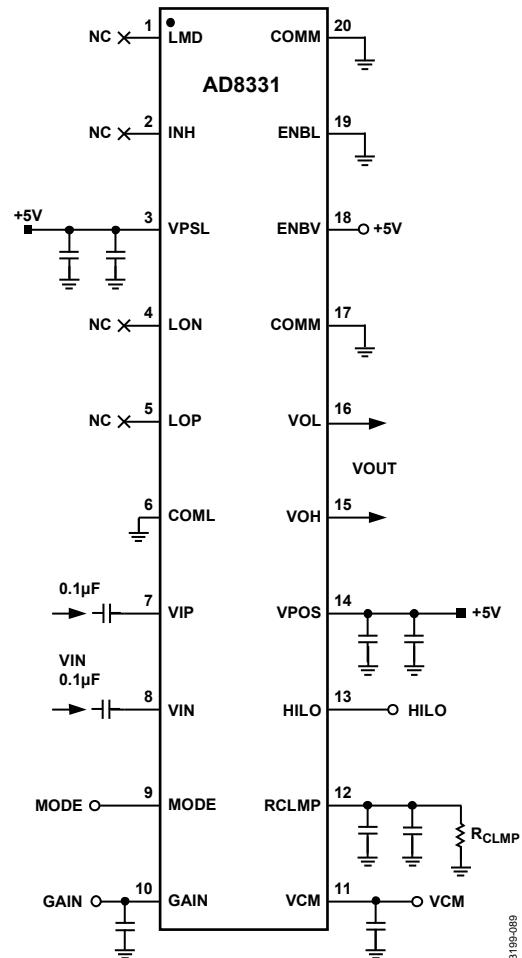 AD8331
NC 1 LMD
NC 2 INH
+5V 3 VPSL
NC 4 LON
NC 5 LOP
6 COML
0.1µF 7 VIP
VIN
0.1µF 8 VIN
MODE 9 MODE
GAIN 10 GAIN
COMM 20
ENBL 19
ENBV 18 +5V
COMM 17
VOL 16
VOUT
VOH 15
VPOS 14 +5V
HILO 13 HILO
RCLMP 12 RCLMP
VCM 11 VCM